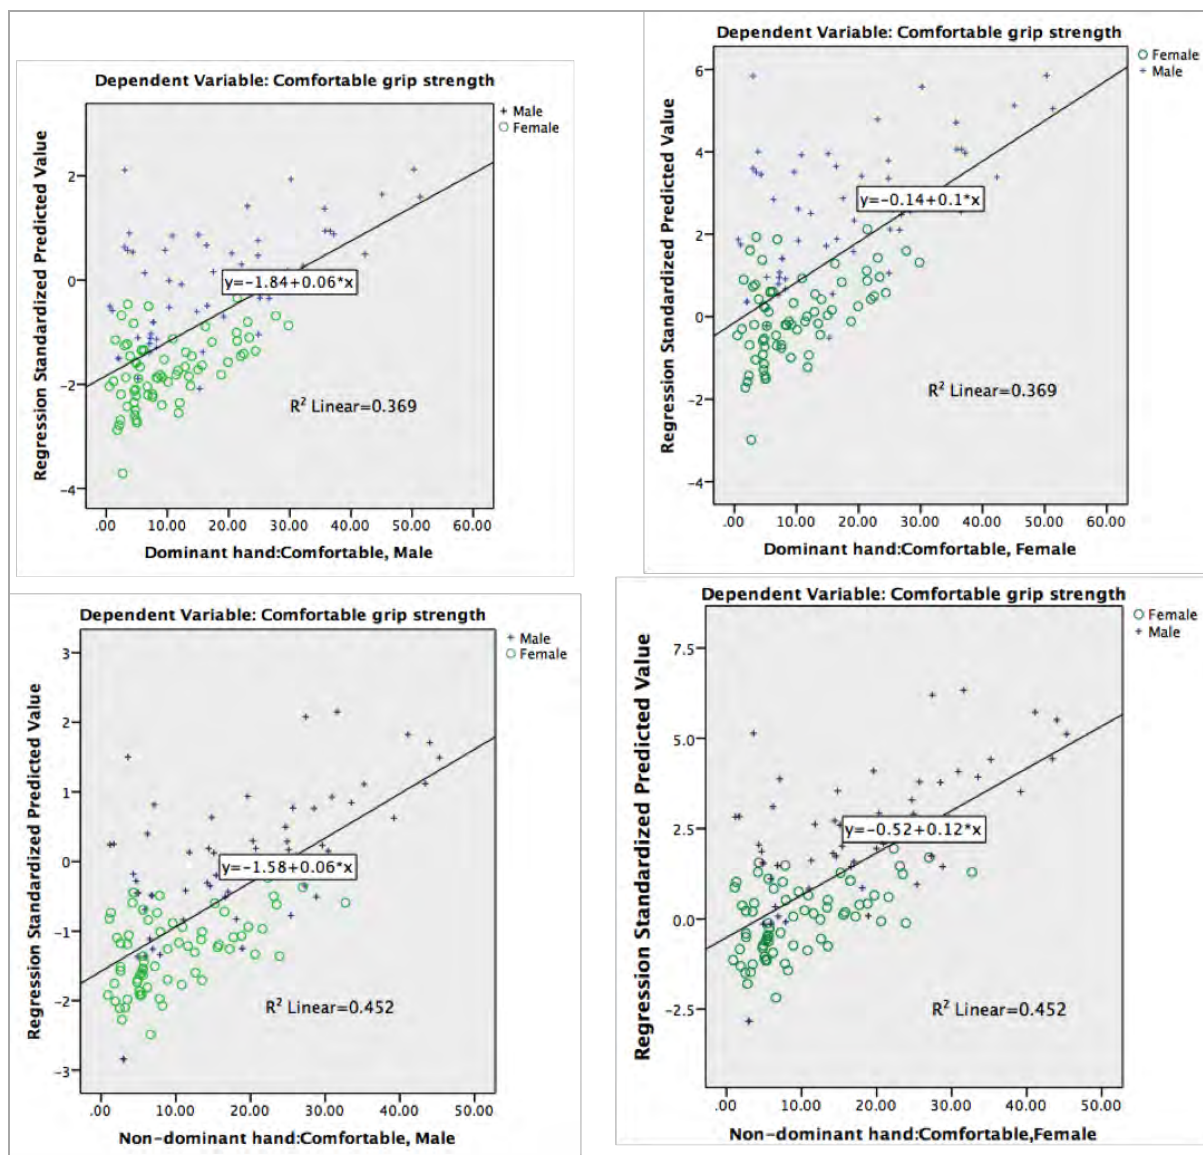 Dependent Variable: Comfortable grip strength
Male
Female
Regression Standardized Predicted Value
2
0
-2
-4
y=-1.84+0.06*x
R² Linear=0.369
.00 10.00 20.00 30.00 40.00 50.00 60.00
Dominant hand:Comfortable, Male
Dependent Variable: Comfortable grip strength
Female
Male
Regression Standardized Predicted Value
6
4
2
0
-2
-4
y=-0.14+0.1*x
R² Linear=0.369
.00 10.00 20.00 30.00 40.00 50.00 60.00
Dominant hand:Comfortable, Female
Dependent Variable: Comfortable grip strength
Male
Female
Regression Standardized Predicted Value
3
2
1
0
-1
-2
-3
y=-1.58+0.06*x
R² Linear=0.452
.00 10.00 20.00 30.00 40.00 50.00
Non-dominant hand:Comfortable, Male
Dependent Variable: Comfortable grip strength
Female
Male
Regression Standardized Predicted Value
7.5
5.0
2.5
0.0
-2.5
y=-0.52+0.12*x
R² Linear=0.452
.00 10.00 20.00 30.00 40.00 50.00
Non-dominant hand:Comfortable,Female